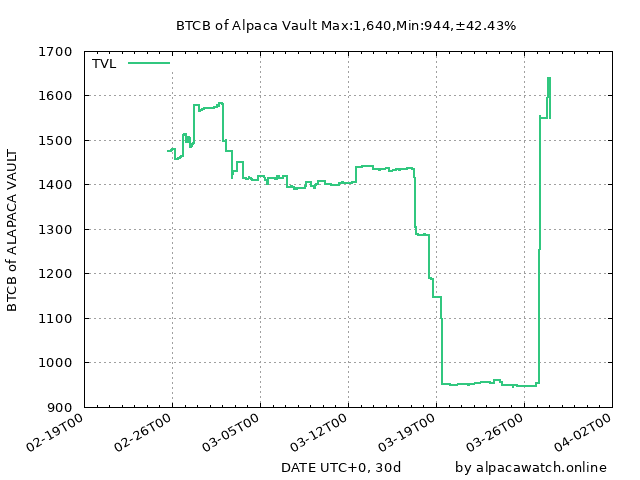 BTCB of Alpaca Vault Max:1,640,Min:944,±42.43%
TVL
1700
1600
1500
1400
1300
1200
1100
1000
900
BTCB of ALAPACA VAULT
02-19T00
02-26T00
03-05T00
03-12T00
03-19T00
03-26T00
04-02T00
DATE UTC+0, 30d
by alpacawatch.online